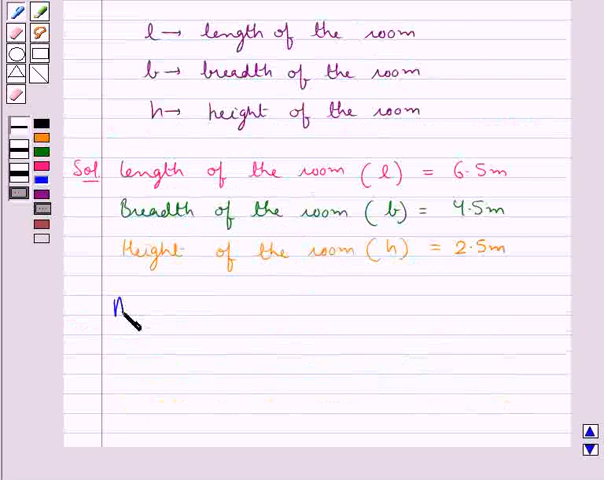 l → length of the room
b → breadth of the room
h → height of the room
Sol. Length of the room (l) = 6.5m
Breadth of the room (b) = 4.5m
Height of the room (h) = 2.5m